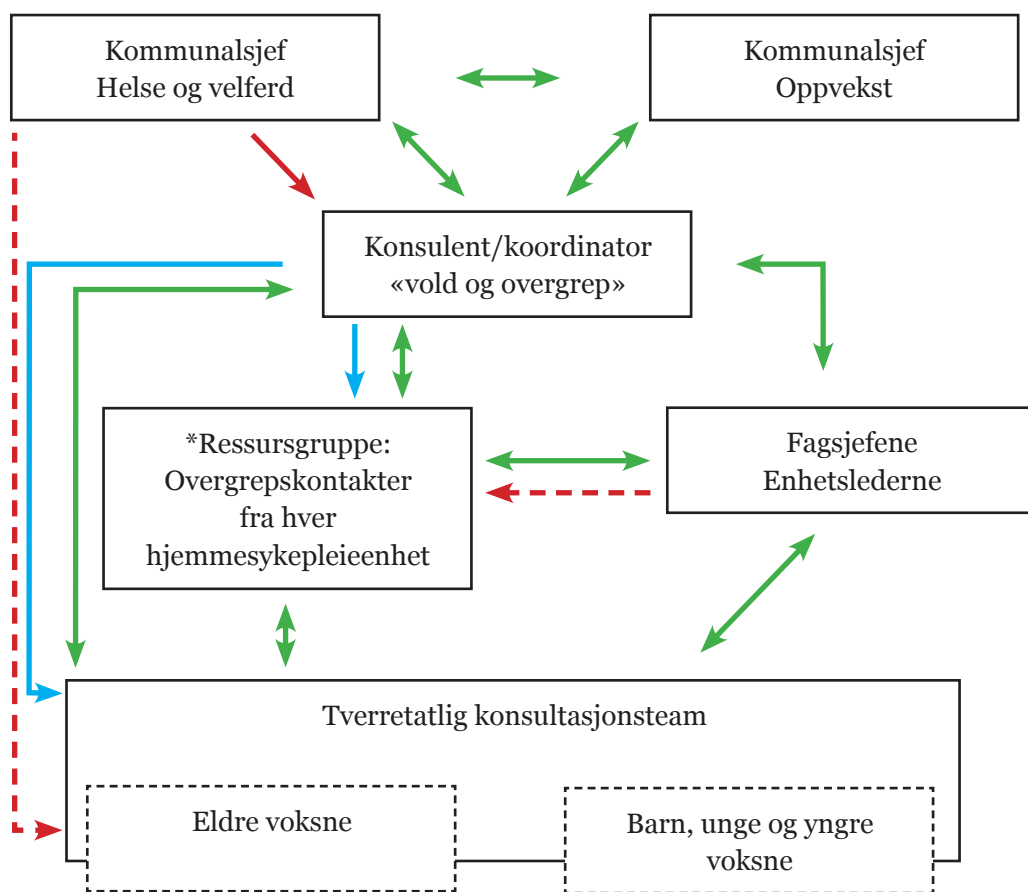 Kommunalsjef
Helse og velferd
Kommunalsjef
Oppvekst
Konsulent/koordinator
«vold og overgrep»
*Ressursgruppe:
Overgrepskontakter
fra hver
hjemmesykepleieenhet
Fagsjefene
Enhetslederne
Tverretatlig konsultasjonsteam
Eldre voksne
Barn, unge og yngre
voksne